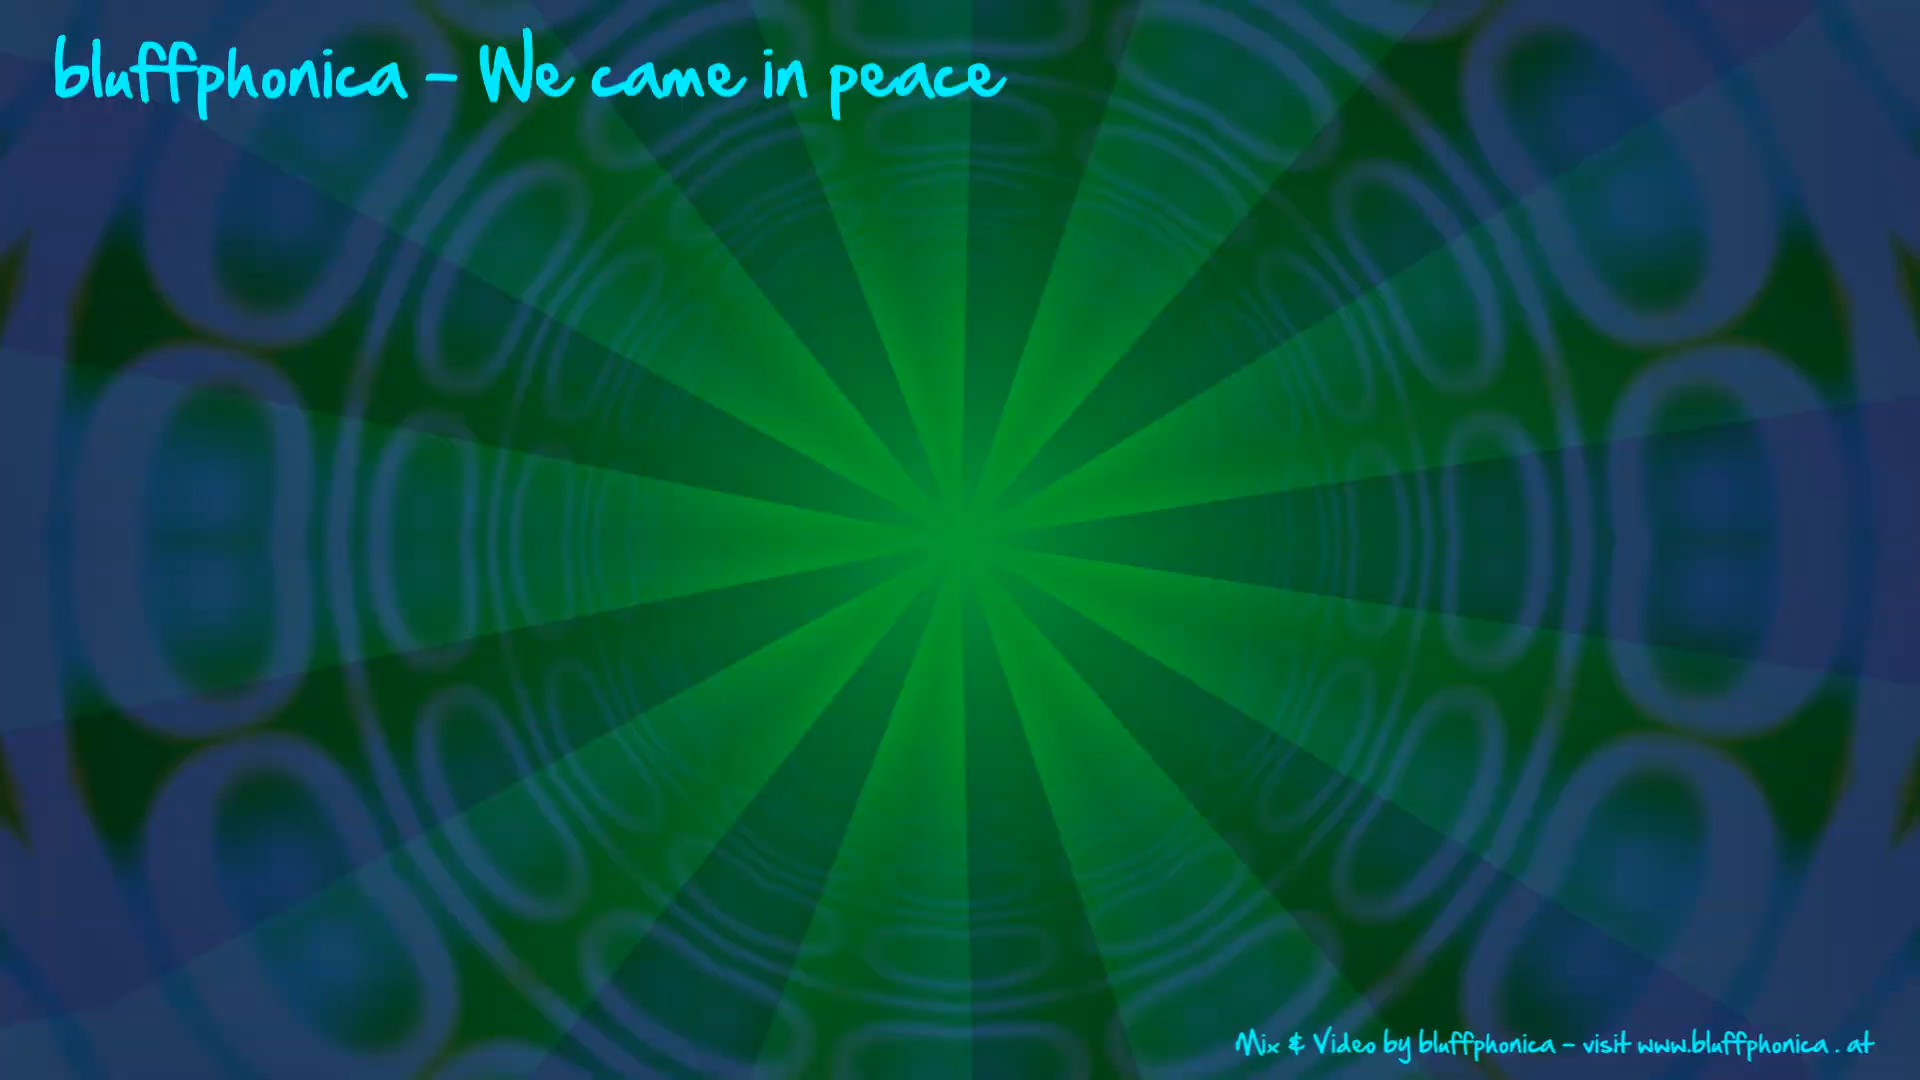 bluffphonica - We came in peace
Mix & Video by bluffphonica - visit www.bluffphonica . at